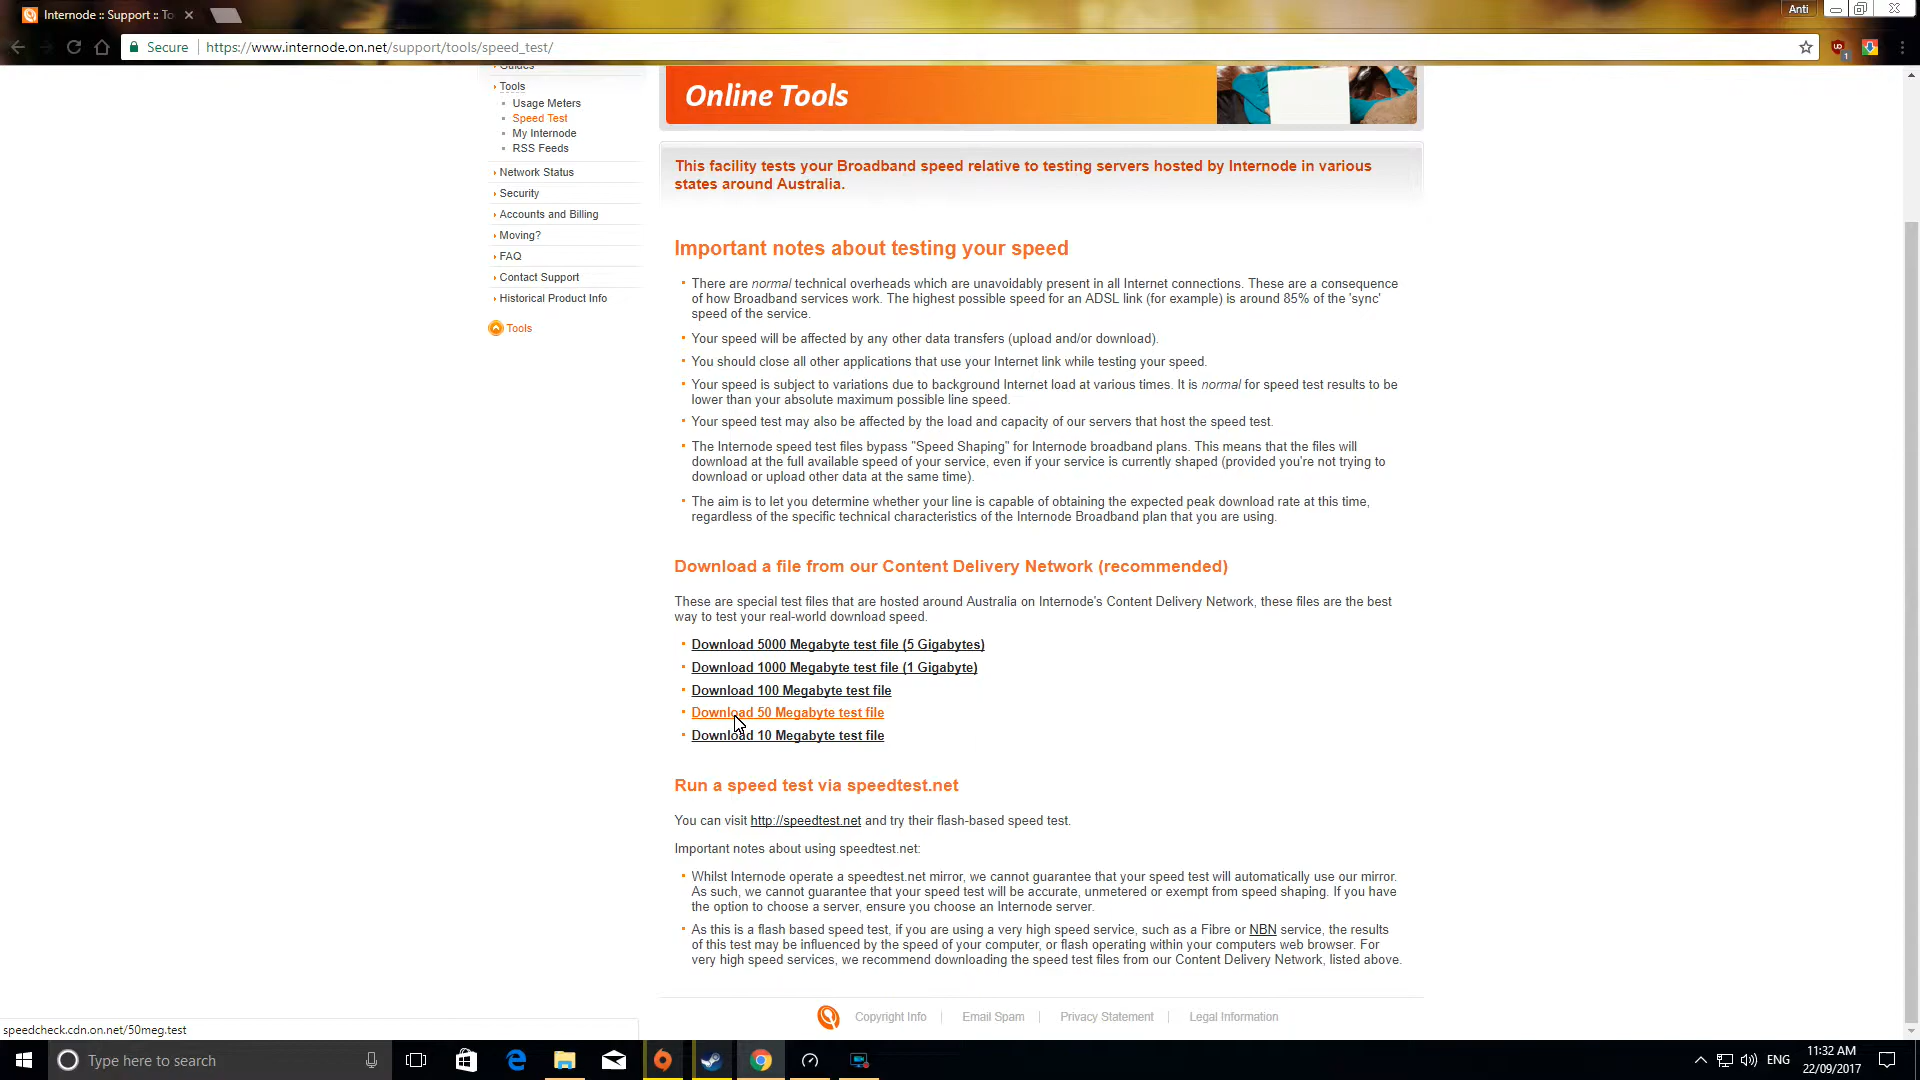 Internode :: Support :: To
Anti
Secure https://www.internode.on.net/support/tools/speed_test/
Guides
Tools
Usage Meters
Speed Test
My Internode
RSS Feeds
Network Status
Security
Accounts and Billing
Moving?
FAQ
Contact Support
Historical Product Info
Tools
Online Tools
This facility tests your Broadband speed relative to testing servers hosted by Internode in various
states around Australia.
Important notes about testing your speed
There are normal technical overheads which are unavoidably present in all Internet connections. These are a consequence
of how Broadband services work. The highest possible speed for an ADSL link (for example) is around 85% of the 'sync'
speed of the service.
Your speed will be affected by any other data transfers (upload and/or download).
You should close all other applications that use your Internet link while testing your speed.
Your speed is subject to variations due to background Internet load at various times. It is normal for speed test results to be
lower than your absolute maximum possible line speed.
Your speed test may also be affected by the load and capacity of our servers that host the speed test.
The Internode speed test files bypass "Speed Shaping" for Internode broadband plans. This means that the files will
download at the full available speed of your service, even if your service is currently shaped (provided you're not trying to
download or upload other data at the same time).
The aim is to let you determine whether your line is capable of obtaining the expected peak download rate at this time,
regardless of the specific technical characteristics of the Internode Broadband plan that you are using.
Download a file from our Content Delivery Network (recommended)
These are special test files that are hosted around Australia on Internode's Content Delivery Network, these files are the best
way to test your real-world download speed.
Download 5000 Megabyte test file (5 Gigabytes)
Download 1000 Megabyte test file (1 Gigabyte)
Download 100 Megabyte test file
Download 50 Megabyte test file
Download 10 Megabyte test file
Run a speed test via speedtest.net
You can visit http://speedtest.net and try their flash-based speed test.
Important notes about using speedtest.net:
Whilst Internode operate a speedtest.net mirror, we cannot guarantee that your speed test will automatically use our mirror.
As such, we cannot guarantee that your speed test will be accurate, unmetered or exempt from speed shaping. If you have
the option to choose a server, ensure you choose an Internode server.
As this is a flash based speed test, if you are using a very high speed service, such as a Fibre or NBN service, the results
of this test may be influenced by the speed of your computer, or flash operating within your computers web browser. For
very high speed services, we recommend downloading the speed test files from our Content Delivery Network, listed above.
Copyright Info | Email Spam | Privacy Statement | Legal Information
speedcheck.cdn.on.net/50meg.test
Type here to search
ENG
11:32 AM
22/09/2017